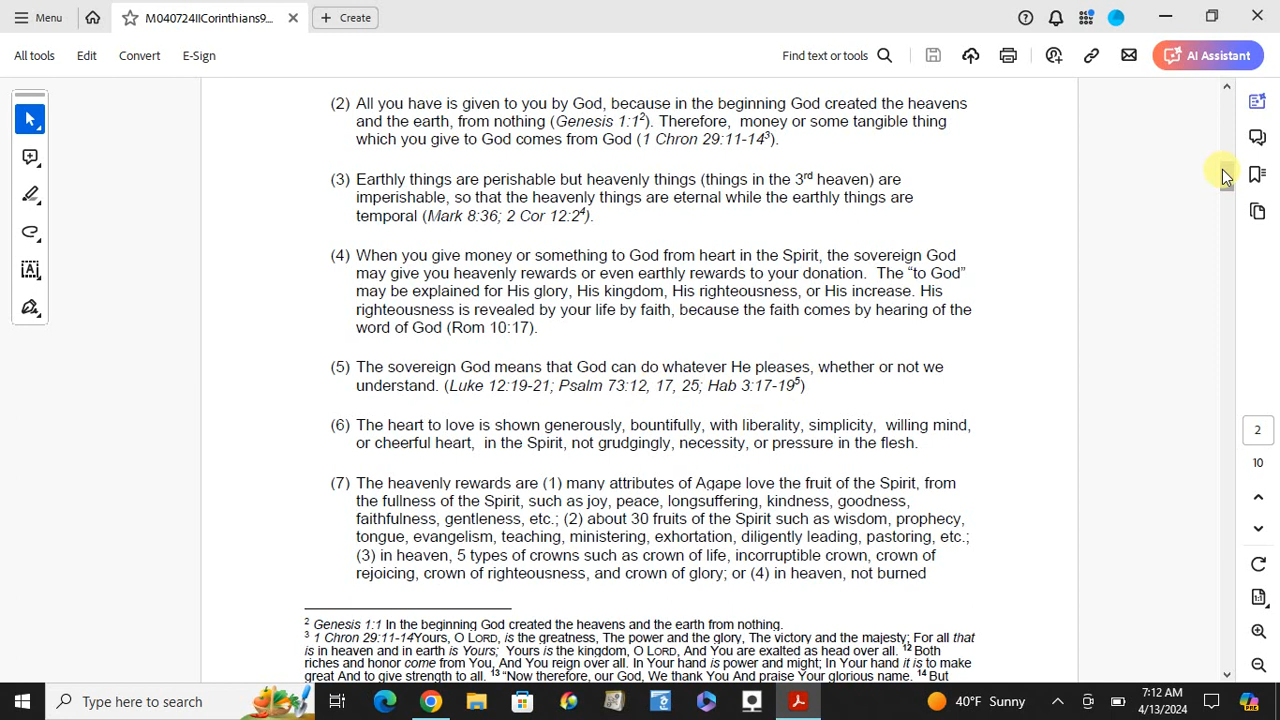 Menu
M040724IICorinthians9...
Create
All tools
Edit
Convert
E-Sign
Find text or tools
AI Assistant
(2) All you have is given to you by God, because in the beginning God created the heavens
and the earth, from nothing (Genesis 1:1²). Therefore, money or some tangible thing
which you give to God comes from God (1 Chron 29:11-14³).
(3) Earthly things are perishable but heavenly things (things in the 3rd heaven) are
imperishable, so that the heavenly things are eternal while the earthly things are
temporal (Mark 8:36; 2 Cor 12:2⁴).
(4) When you give money or something to God from heart in the Spirit, the sovereign God
may give you heavenly rewards or even earthly rewards to your donation. The “to God”
may be explained for His glory, His kingdom, His righteousness, or His increase. His
righteousness is revealed by your life by faith, because the faith comes by hearing of the
word of God (Rom 10:17).
(5) The sovereign God means that God can do whatever He pleases, whether or not we
understand. (Luke 12:19-21; Psalm 73:12, 17, 25; Hab 3:17-19⁵)
(6) The heart to love is shown generously, bountifully, with liberality, simplicity, willing mind,
or cheerful heart, in the Spirit, not grudgingly, necessity, or pressure in the flesh.
(7) The heavenly rewards are (1) many attributes of Agape love the fruit of the Spirit, from
the fullness of the Spirit, such as joy, peace, longsuffering, kindness, goodness,
faithfulness, gentleness, etc.; (2) about 30 fruits of the Spirit such as wisdom, prophecy,
tongue, evangelism, teaching, ministering, exhortation, diligently leading, pastoring, etc.;
(3) in heaven, 5 types of crowns such as crown of life, incorruptible crown, crown of
rejoicing, crown of righteousness, and crown of glory; or (4) in heaven, not burned
² Genesis 1:1 In the beginning God created the heavens and the earth from nothing.
³ 1 Chron 29:11-14Yours, O LORD, is the greatness, The power and the glory, The victory and the majesty; For all that
is in heaven and in earth is Yours; Yours is the kingdom, O LORD, And You are exalted as head over all. ¹² Both
riches and honor come from You, And You reign over all. In Your hand is power and might; In Your hand it is to make
great And to give strength to all. ¹³ “Now therefore, our God, We thank You And praise Your glorious name. ¹⁴ But
2
10
1:1
Type here to search
40°F Sunny
7:12 AM
4/13/2024
PRE